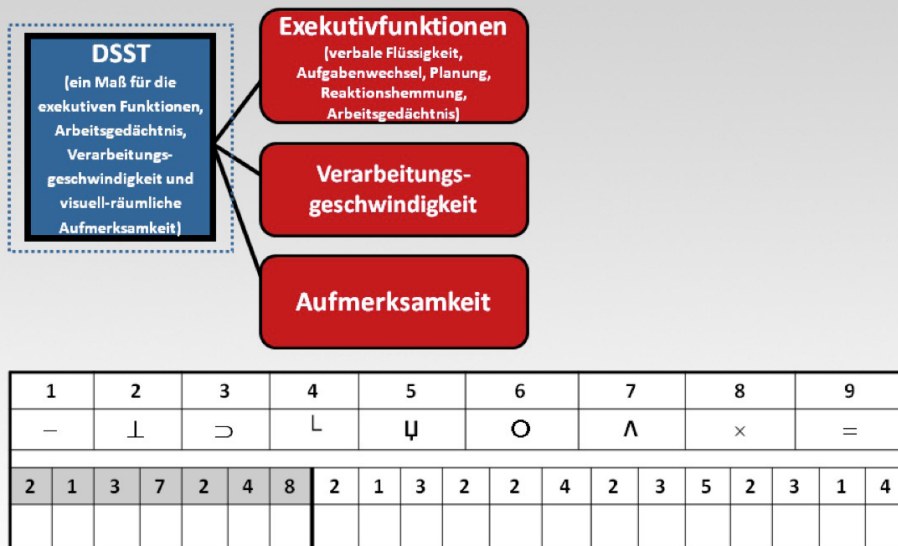 DSST
(ein Maß für die
exekutiven Funktionen,
Arbeitsgedächtnis,
Verarbeitungs-
geschwindigkeit und
visuell-räumliche
Aufmerksamkeit)
Exekutivfunktionen
(verbale Flüssigkeit,
Aufgabenwechsel, Planung,
Reaktionshemmung,
Arbeitsgedächtnis)
Verarbeitungs-
geschwindigkeit
Aufmerksamkeit
1 2 3 4 5 6 7 8 9
− ⊥ ⊃ └ Џ O Λ × =
2 1 3 7 2 4 8 2 1 3 2 2 4 2 3 5 2 3 1 4